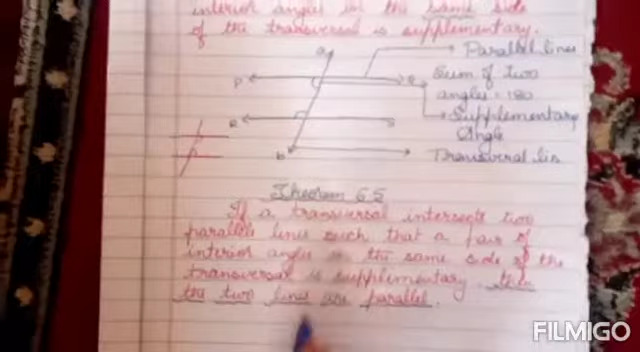 interior angles on the same side
of the transversal is supplementary.
a
Parallel lines
P
Sum of two
angles = 180
Supplementary
Angle
R
S
b
Transversal lin
Theorem 6.5
If a transversal intersects two
parallel lines such that a pair of
interior angles on the same side of the
transversal is supplementary. then
the two lines are parallel.
FILMIGO